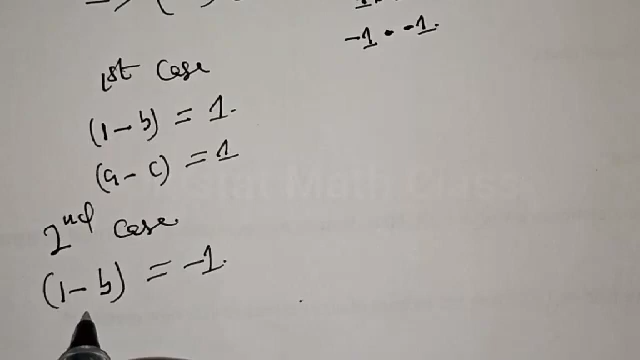 -1 · -1.
1st Case
(1-b) = 1.
(a-c) = 1
2nd Case
(1-b) = -1.